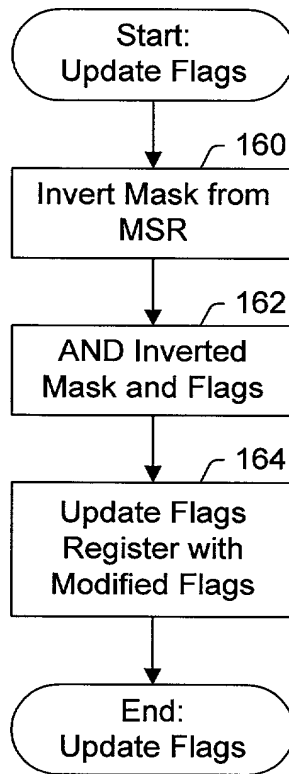 Start:
Update Flags
160
Invert Mask from
MSR
162
AND Inverted
Mask and Flags
164
Update Flags
Register with
Modified Flags
End:
Update Flags